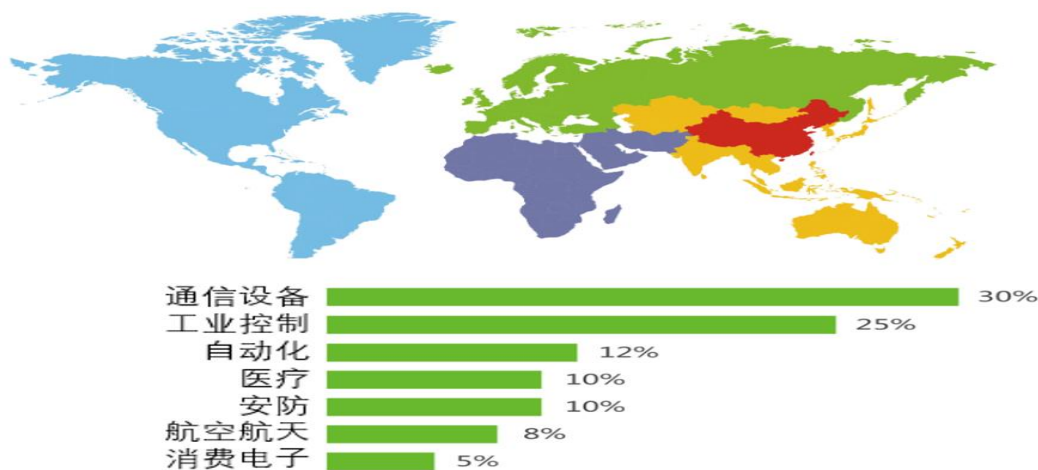 通信设备 30%
工业控制 25%
自动化 12%
医疗 10%
安防 10%
航空航天 8%
消费电子 5%